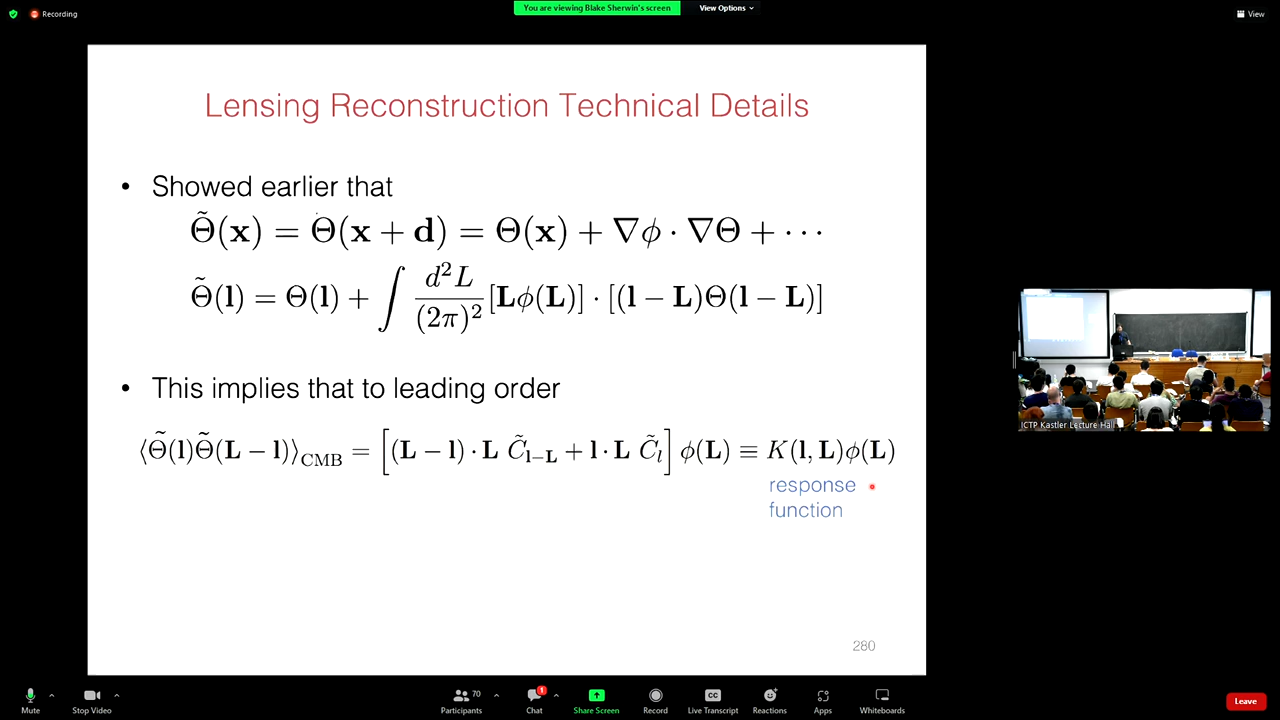 Recording
You are viewing Blake Sherwin's screen
View Options
View
Lensing Reconstruction Technical Details
• Showed earlier that
Θ̃(x) = Θ(x + d) = Θ(x) + ∇ϕ · ∇Θ + ···
Θ̃(l) = Θ(l) + ∫ d²L/(2π)² [Lϕ(L)] · [(l − L)Θ(l − L)]
• This implies that to leading order
⟨Θ̃(l)Θ̃(L − l)⟩_CMB = [(L − l) · L C̃_{l−L} + l · L C̃_l] ϕ(L) ≡ K(l, L)ϕ(L)
response
function
280
ICTP Kastler Lecture Hall
Mute
Stop Video
70
Participants
1
Chat
Share Screen
Record
CC
Live Transcript
Reactions
Apps
Whiteboards
Leave